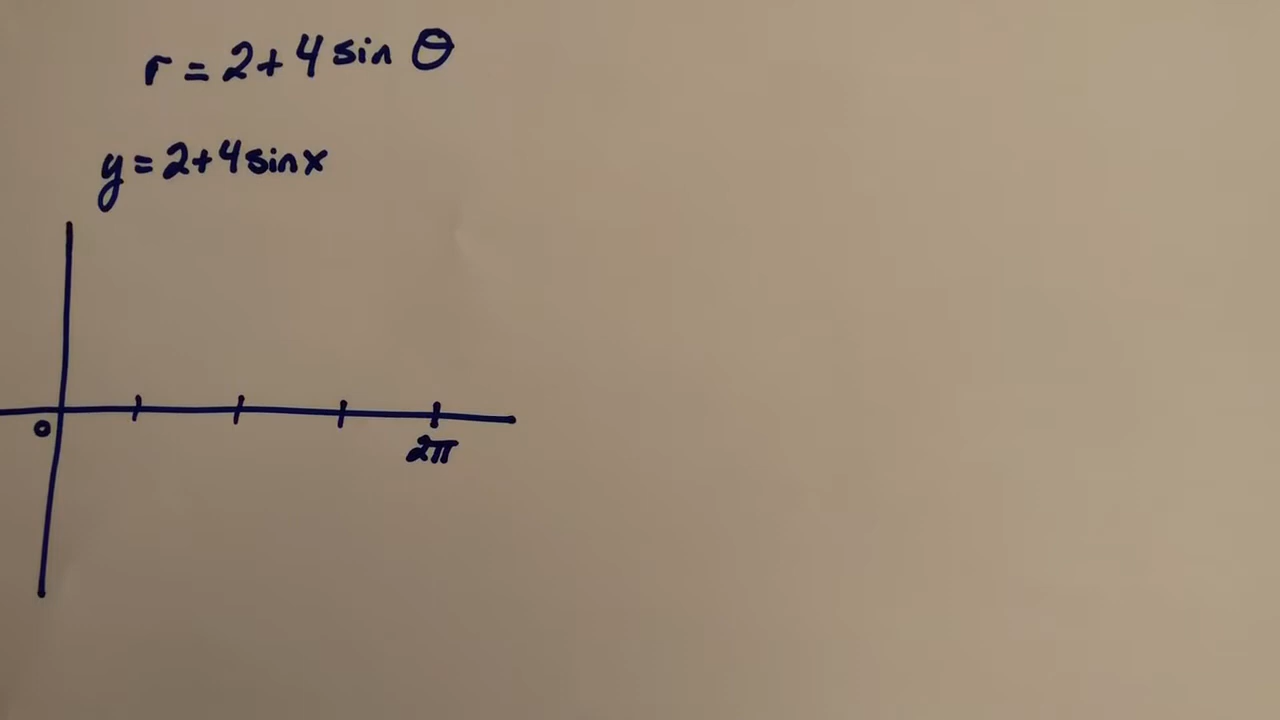 r = 2 + 4 sin θ
y = 2 + 4 sin x
0
2π